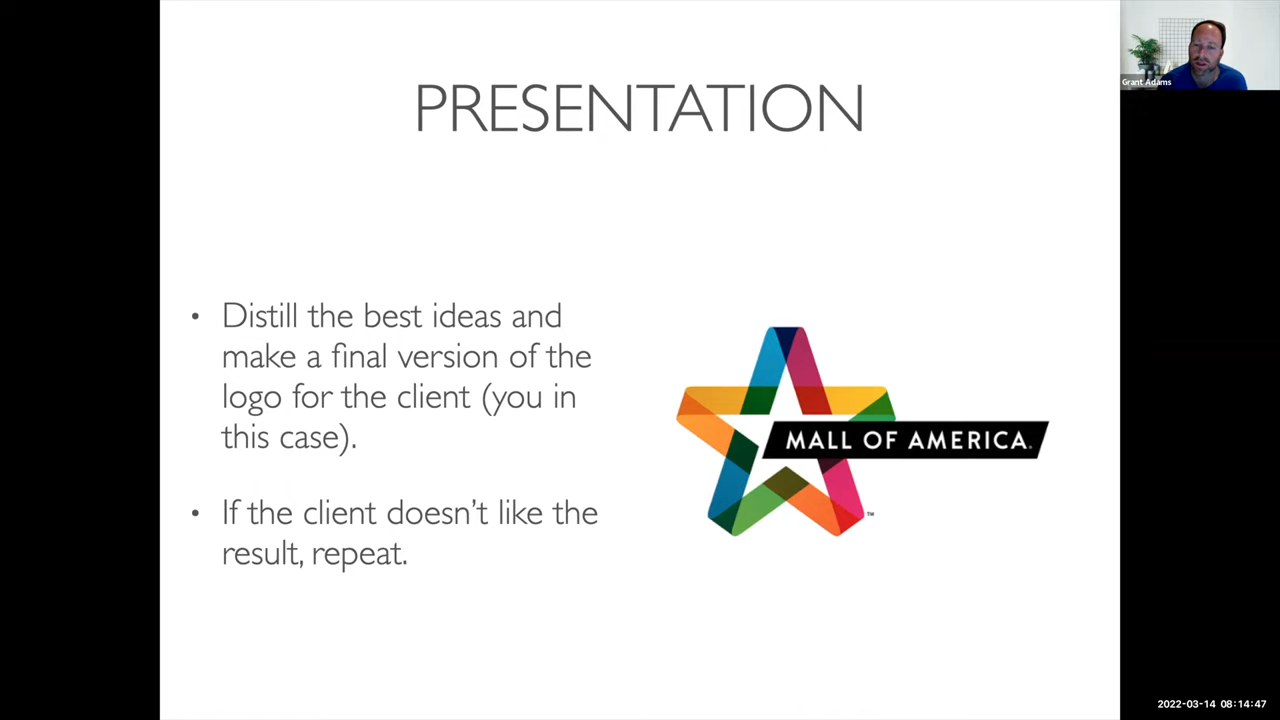 Grant Adams
PRESENTATION
• Distill the best ideas and
make a final version of the
logo for the client (you in
this case).
• If the client doesn’t like the
result, repeat.
MALL OF AMERICA
™
2022-03-14 08:14:47